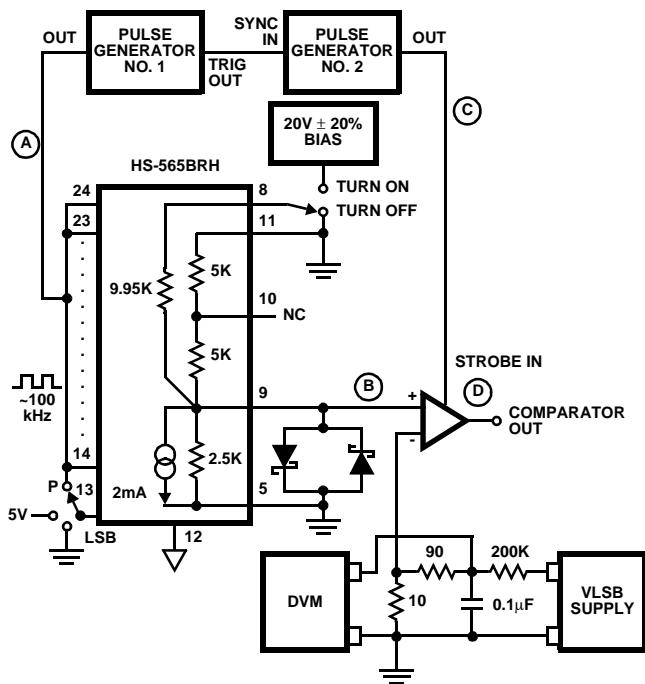 OUT
PULSE
GENERATOR
NO. 1
TRIG
OUT
SYNC
IN
PULSE
GENERATOR
NO. 2
OUT
A
C
20V ± 20%
BIAS
HS-565BRH
TURN ON
TURN OFF
24
23
8
11
5K
9.95K
10
NC
5K
9
B
STROBE IN
+
-
D
COMPARATOR
OUT
~100
kHz
14
2.5K
2mA
5
P
13
5V
LSB
12
DVM
90
200K
10
0.1µF
VLSB
SUPPLY